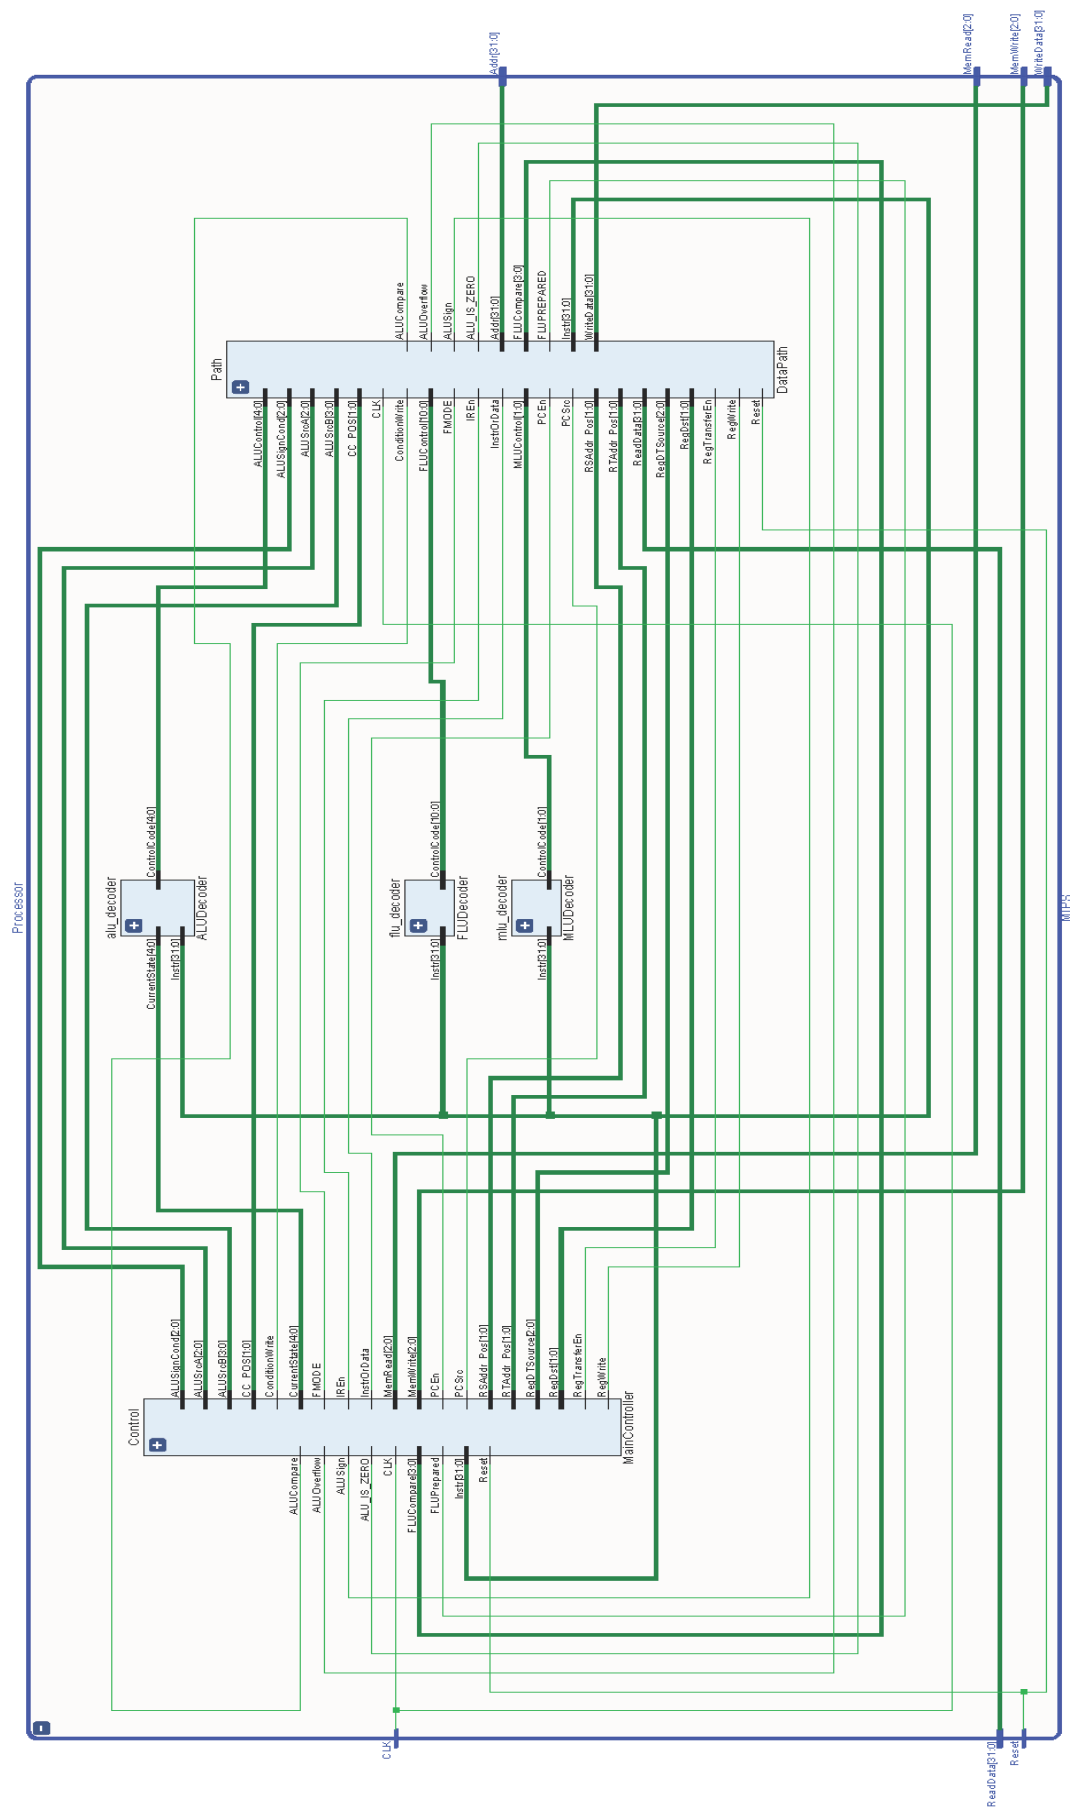 Processor
MIPS
CLK
ReadData[31:0]
Reset
Addr[31:0]
MemRead[2:0]
MemWrite[2:0]
WriteData[31:0]
Control
MainController
ALUCompare
ALUOverflow
ALUSign
ALU_IS_ZERO
CLK
FLUCompare[3:0]
FLUPrepared
Instr[31:0]
Reset
ALUSignCond[2:0]
ALUSrcA[2:0]
ALUSrcB[3:0]
CC_POS[1:0]
ConditionWrite
CurrentState[4:0]
FMODE
IREn
InstrOrData
MemRead[2:0]
MemWrite[2:0]
PCEn
PCSrc
RSAddr_Pos[1:0]
RTAddr_Pos[1:0]
RegDTSource[2:0]
RegDst[1:0]
RegTransferEn
RegWrite
alu_decoder
ALUDecoder
CurrentState[4:0]
Instr[31:0]
ControlCode[4:0]
flu_decoder
FLUDecoder
Instr[31:0]
ControlCode[10:0]
mlu_decoder
MLUDecoder
Instr[31:0]
ControlCode[1:0]
Path
DataPath
ALUControl[4:0]
ALUSignCond[2:0]
ALUSrcA[2:0]
ALUSrcB[3:0]
CC_POS[1:0]
CLK
ConditionWrite
FLUControl[10:0]
FMODE
IREn
InstrOrData
MLUControl[1:0]
PCEn
PCSrc
RSAddr_Pos[1:0]
RTAddr_Pos[1:0]
ReadData[31:0]
RegDTSource[2:0]
RegDst[1:0]
RegTransferEn
RegWrite
Reset
ALUCompare
ALUOverflow
ALUSign
ALU_IS_ZERO
Addr[31:0]
FLUCompare[3:0]
FLUPREPARED
Instr[31:0]
WriteData[31:0]